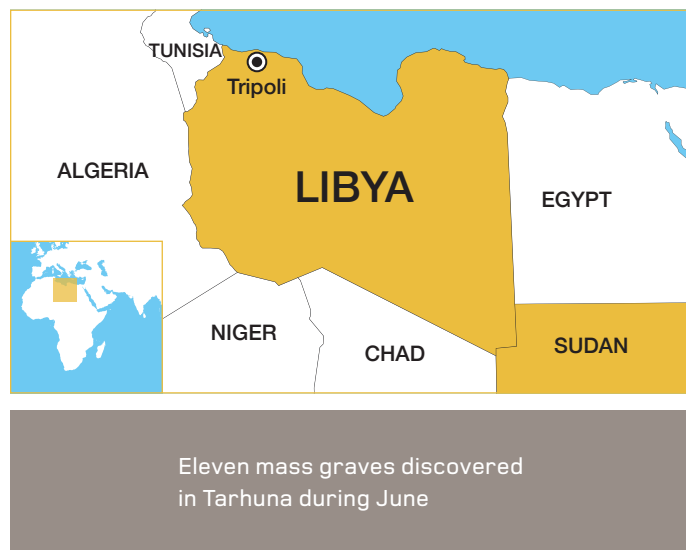 TUNISIA
Tripoli
ALGERIA
LIBYA
EGYPT
NIGER
CHAD
SUDAN
Eleven mass graves discovered
in Tarhuna during June